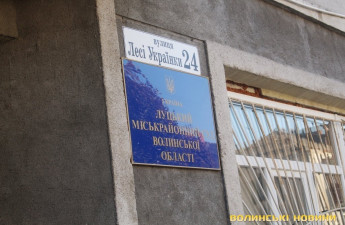 вулиця
Лесі Українки 24
ЛУЦЬКИЙ
МІСЬКРАЙОННИЙ
ВОЛИНСЬКОЇ
ОБЛАСТІ
ВОЛИНСЬКІ НОВИНИ